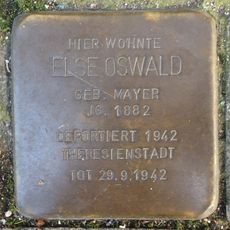 HIER WOHNTE
ELSE OSWALD
GEB. MAYER
JG. 1882
DEPORTIERT 1942
THERESIENSTADT
TOT 29.9.1942